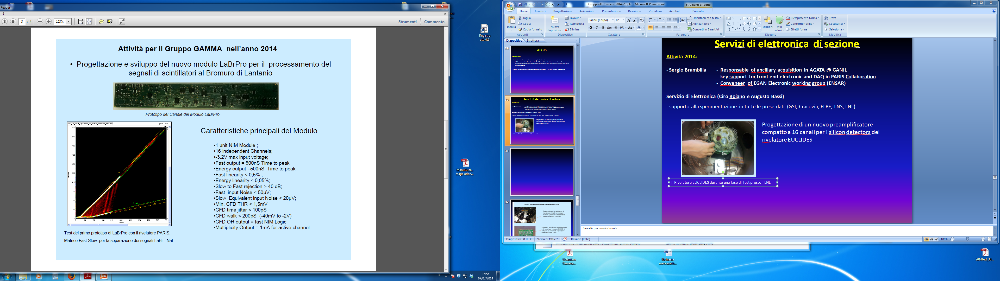 Reader
?
3 / 4
103%
Strumenti
Commento
Attività per il Gruppo GAMMA nell'anno 2014
• Progettazione e sviluppo del nuovo modulo LaBrPro per il processamento del
segnali di scintillatori al Bromuro di Lantanio
Prototipo del Canale del Modulo LaBrPro
Caratteristiche principali del Modulo
•1 unit NIM Module ;
•16 independent Channels;
•-3.2V max input voltage;
•Fast output = 500nS Time to peak
•Energy output =500nS Time to peak
•Fast linearity < 0,5% ;
•Energy linearity < 0,05%;
•Slow to Fast rejection > 40 dB;
•Fast input Noise < 50µV;
•Slow Equivalent input Noise < 20µV;
•Min. CFD THR < 1,5mV
•CFD time jitter < 100pS
•CFD walk < 200pS (-40mV to -2V)
•CFD OR output = fast NIM Logic
•Multiplicity Output = 1mA for active channel
Channel
Test del primo prototipo di LaBrPro con il rivelatore PARIS:
Matrice Fast-Slow per la separazione dei segnali LaBr - NaI
Registro
attività
ManuGual...
stage orien...
16:55
07/07/2014
Gruppo-III-Camera-2014-2.pptx - Microsoft PowerPoint
Strumenti disegno
Home
Inserisci
Progettazione
Animazioni
Presentazione
Revisione
Visualizza
Acrobat
Formato
Incolla
Taglia
Copia
Copia formato
Appunti
Nuova
diapositiva
Layout
Reimposta
Elimina
Diapositive
Calibri (Corpo)
12
Carattere
Orientamento testo
Allinea testo
Converti in SmartArt
Paragrafo
Disponi
Stili
veloci
Riempimento forma
Contorno forma
Effetti forma
Disegno
Trova
Sostituisci
Seleziona
Modifica
Diapositive
Struttura
29
AEGIS
30
Servizi di elettronica di sezione
31
32
Attività per l'esperimento EXOCHIM nell'anno 2014
Servizi di elettronica di sezione
Attività 2014:
- Sergio Brambilla - Responsable of ancillary acquisition in AGATA @ GANIL
- key support for front end electronic and DAQ in PARIS Collaboration
- Conveneer of EGAN Electronic working group (ENSAR)
Servizio di Elettronica (Ciro Boiano e Augusto Bassi)
- supporto alla sperimentazione in tutte le prese dati (GSI, Cracovia, ELBE, LNS, LNL):
Progettazione di un nuovo preamplificatore
compatto a 16 canali per i silicon detectors del
rivelatore EUCLIDES
Il Rivelatore EUCLIDES durante una fase di Test presso i LNL
Fare clic per inserire le note
Diapositiva 30 di 36
"Tema di Office"
Italiano (Italia)
100%
Volantino
Camera...
Richieste
meccanich...
2014test_30...